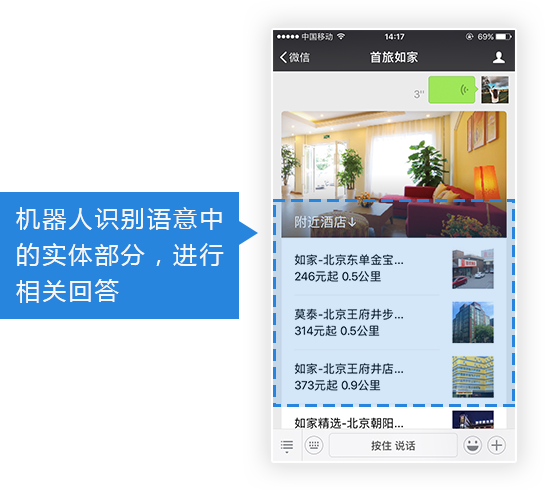 中国移动
14:17
69%
微信
首旅如家
3''
附近酒店↓
机器人识别语意中
的实体部分，进行
相关回答
如家-北京东单金宝...
246元起 0.5公里
莫泰-北京王府井步...
314元起 0.5公里
如家-北京王府井店...
373元起 0.9公里
如家精选-北京朝阳...
按住 说话